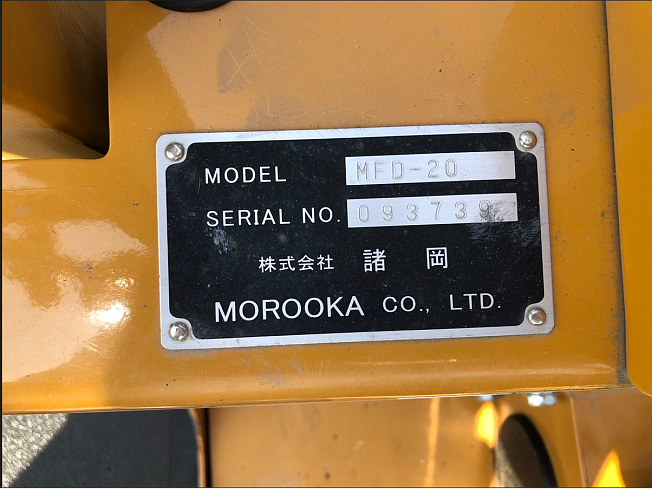 MODEL MFD-20
SERIAL NO. 093739
株式会社 諸岡
MOROOKA CO., LTD.